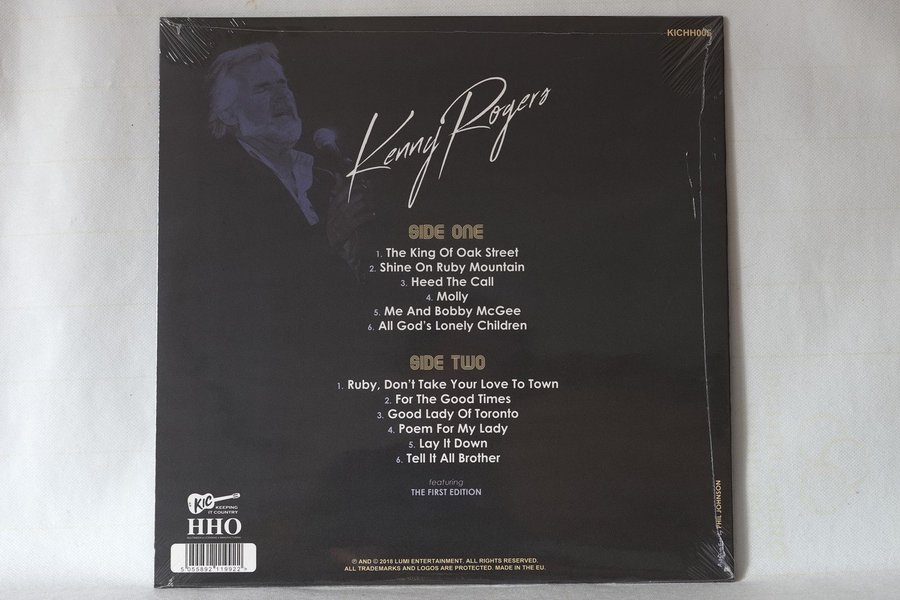 KICHH005
Kenny Rogers
SIDE ONE
1. The King Of Oak Street
2. Shine On Ruby Mountain
3. Heed The Call
4. Molly
5. Me And Bobby McGee
6. All God's Lonely Children
SIDE TWO
1. Ruby, Don't Take Your Love To Town
2. For The Good Times
3. Good Lady Of Toronto
4. Poem For My Lady
5. Lay It Down
6. Tell It All Brother
featuring
THE FIRST EDITION
KIC KEEPING
IT COUNTRY
HHO
5 055892 119922 >
℗ AND © 2018 LUMI ENTERTAINMENT. ALL RIGHTS RESERVED.
ALL TRADEMARKS AND LOGOS ARE PROTECTED. MADE IN THE EU.
PHIL JOHNSON